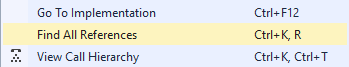 Go To Implementation Ctrl+F12
Find All References Ctrl+K, R
View Call Hierarchy Ctrl+K, Ctrl+T